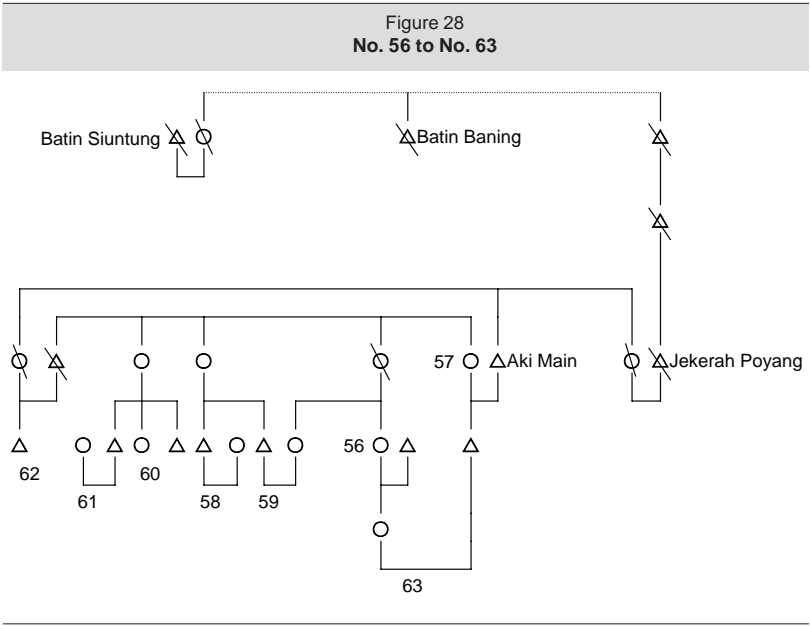 Figure 28
No. 56 to No. 63
Batin Siuntung
Batin Baning
57
Aki Main
Jekerah Poyang
56
62
60
61
58
59
63